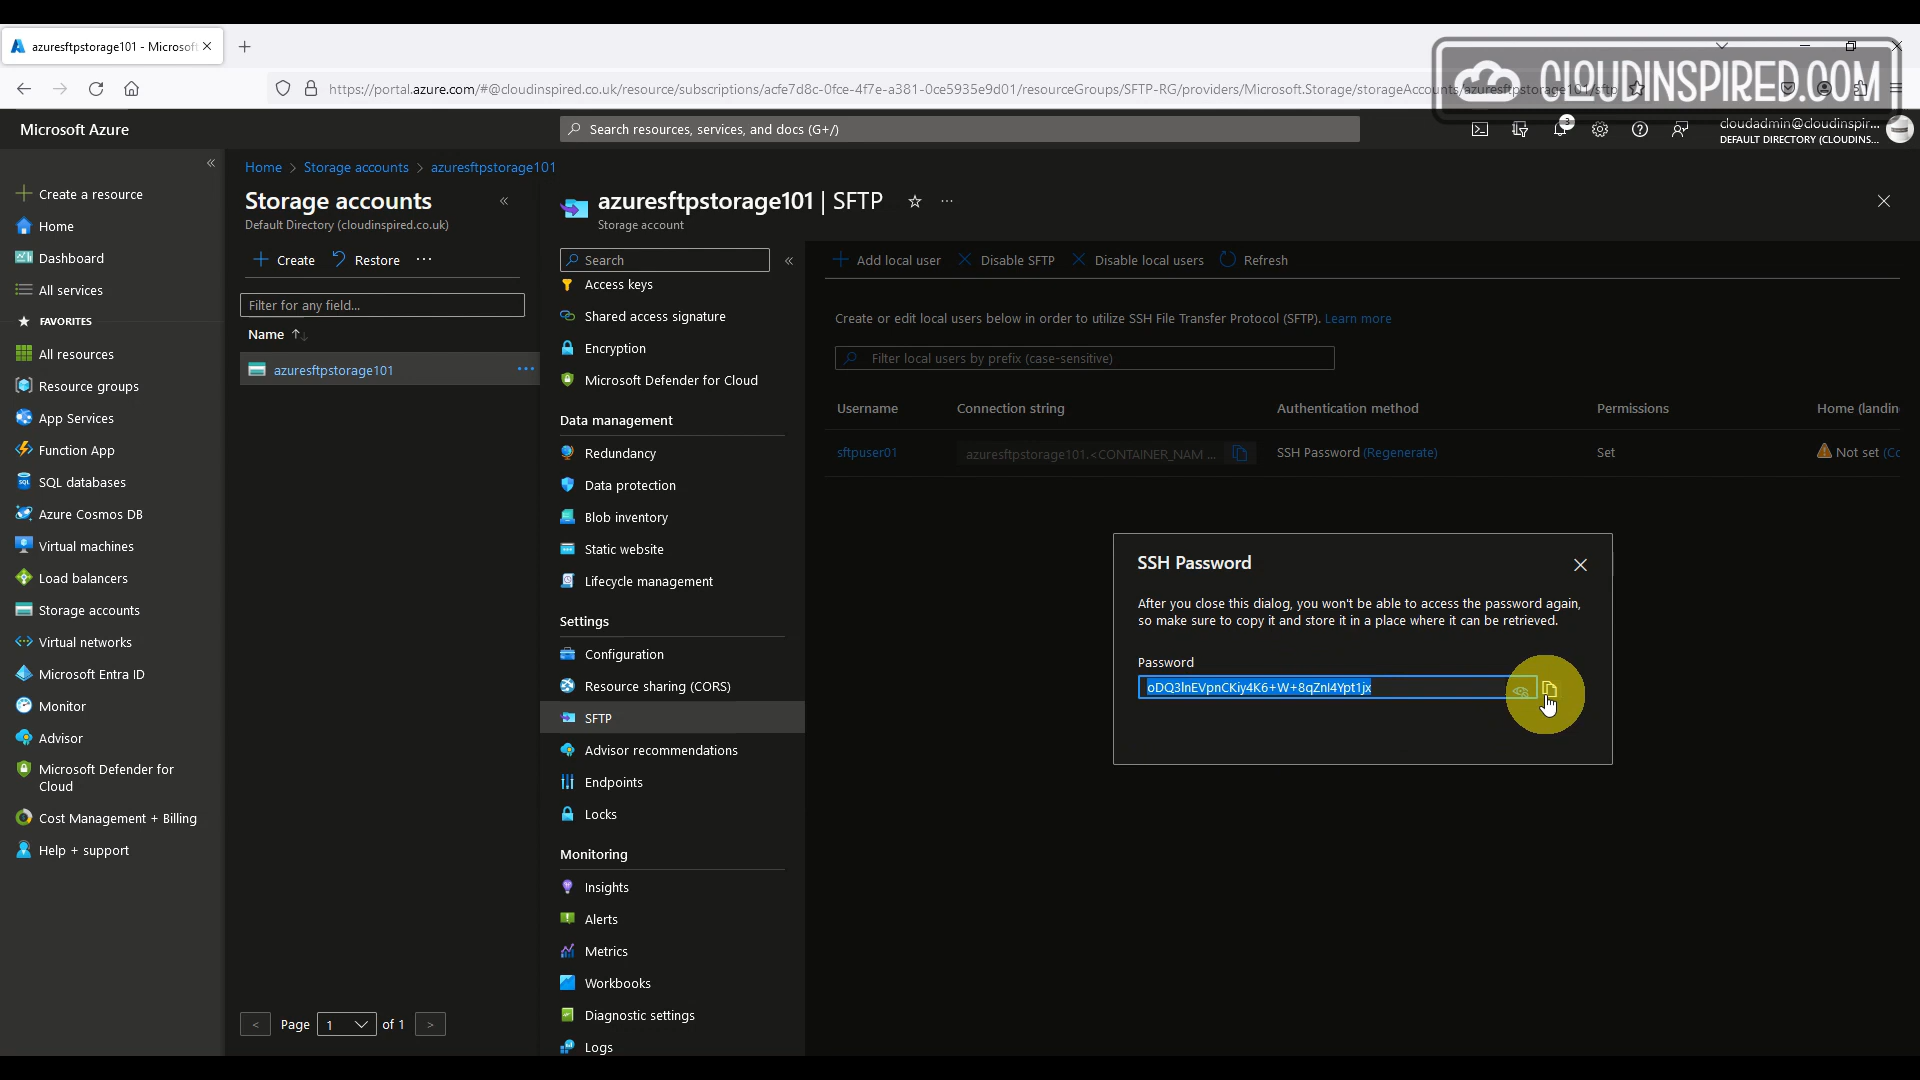 azuresftpstorage101 - Microsoft
https://portal.azure.com/#@cloudinspired.co.uk/resource/subscriptions/acfe7d8c-0fce-4f7e-a381-0ce5935e9d01/resourceGroups/SFTP-RG/providers/Microsoft.Storage/storageAccounts/azuresftpstorage101/sftp
CLOUDINSPIRED.COM
Microsoft Azure
Search resources, services, and docs (G+/)
3
cloudadmin@cloudinspir...
DEFAULT DIRECTORY (CLOUDINS...
Create a resource
Home
Dashboard
All services
FAVORITES
All resources
Resource groups
App Services
Function App
SQL databases
Azure Cosmos DB
Virtual machines
Load balancers
Storage accounts
Virtual networks
Microsoft Entra ID
Monitor
Advisor
Microsoft Defender for
Cloud
Cost Management + Billing
Help + support
Home > Storage accounts > azuresftpstorage101
Storage accounts
Default Directory (cloudinspired.co.uk)
Create Restore ...
Filter for any field...
Name
azuresftpstorage101 ...
< Page 1 of 1 >
azuresftpstorage101 | SFTP ...
Storage account
Search
Access keys
Shared access signature
Encryption
Microsoft Defender for Cloud
Data management
Redundancy
Data protection
Blob inventory
Static website
Lifecycle management
Settings
Configuration
Resource sharing (CORS)
SFTP
Advisor recommendations
Endpoints
Locks
Monitoring
Insights
Alerts
Metrics
Workbooks
Diagnostic settings
Logs
Add local user Disable SFTP Disable local users Refresh
Create or edit local users below in order to utilize SSH File Transfer Protocol (SFTP). Learn more
Filter local users by prefix (case-sensitive)
Username Connection string Authentication method Permissions Home (landin
sftpuser01 azuresftpstorage101.<CONTAINER_NAM ... SSH Password (Regenerate) Set Not set (Co
SSH Password
After you close this dialog, you won't be able to access the password again,
so make sure to copy it and store it in a place where it can be retrieved.
Password
oDQ3lnEVpnCKiy4K6+W+8qZnI4Ypt1jx